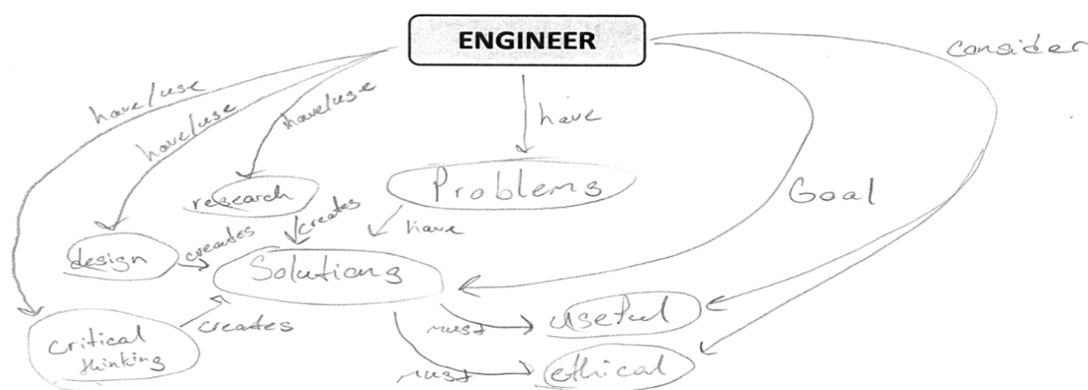 ENGINEER
consider
have/use
have/use
have/use
have
research
Problems
Goal
creates
have
design
creates
Solutions
creates
critical
thinking
must
useful
must
ethical